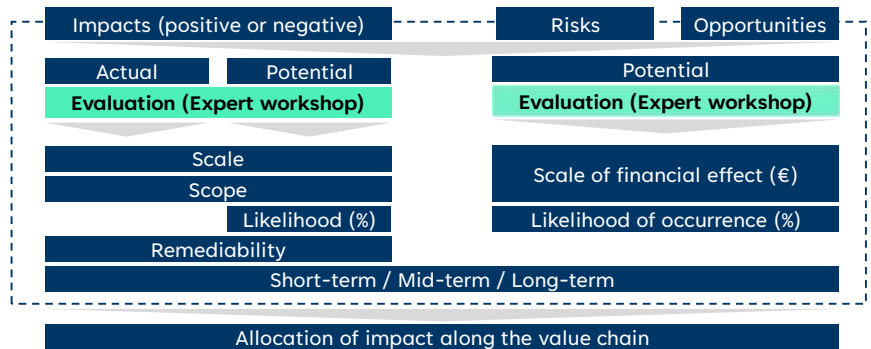 Impacts (positive or negative)
Risks
Opportunities
Actual
Potential
Potential
Evaluation (Expert workshop)
Evaluation (Expert workshop)
Scale
Scale of financial effect (€)
Scope
Likelihood (%)
Likelihood of occurrence (%)
Remediability
Short-term / Mid-term / Long-term
Allocation of impact along the value chain